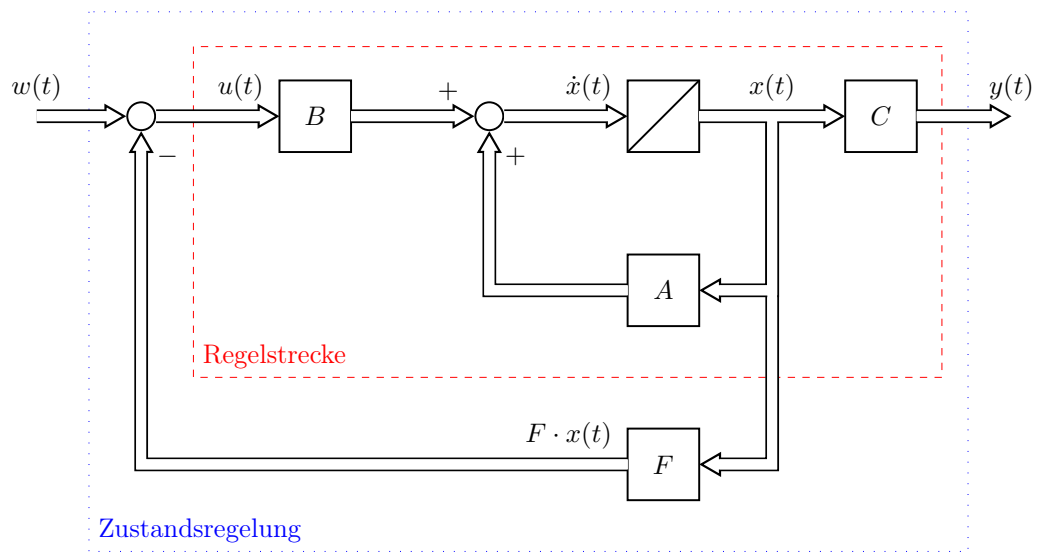 w(t)
u(t)
B
+
ẋ(t)
x(t)
C
y(t)
−
+
A
Regelstrecke
F · x(t)
F
Zustandsregelung